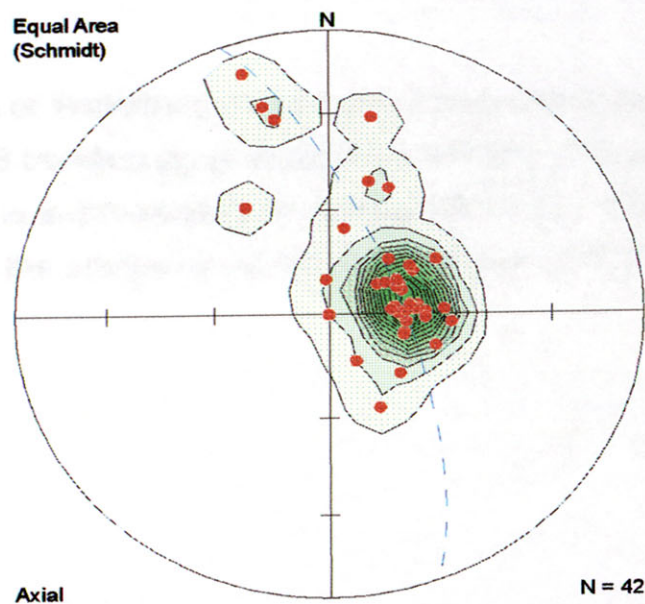 Equal Area
(Schmidt)
N
Axial
N = 42